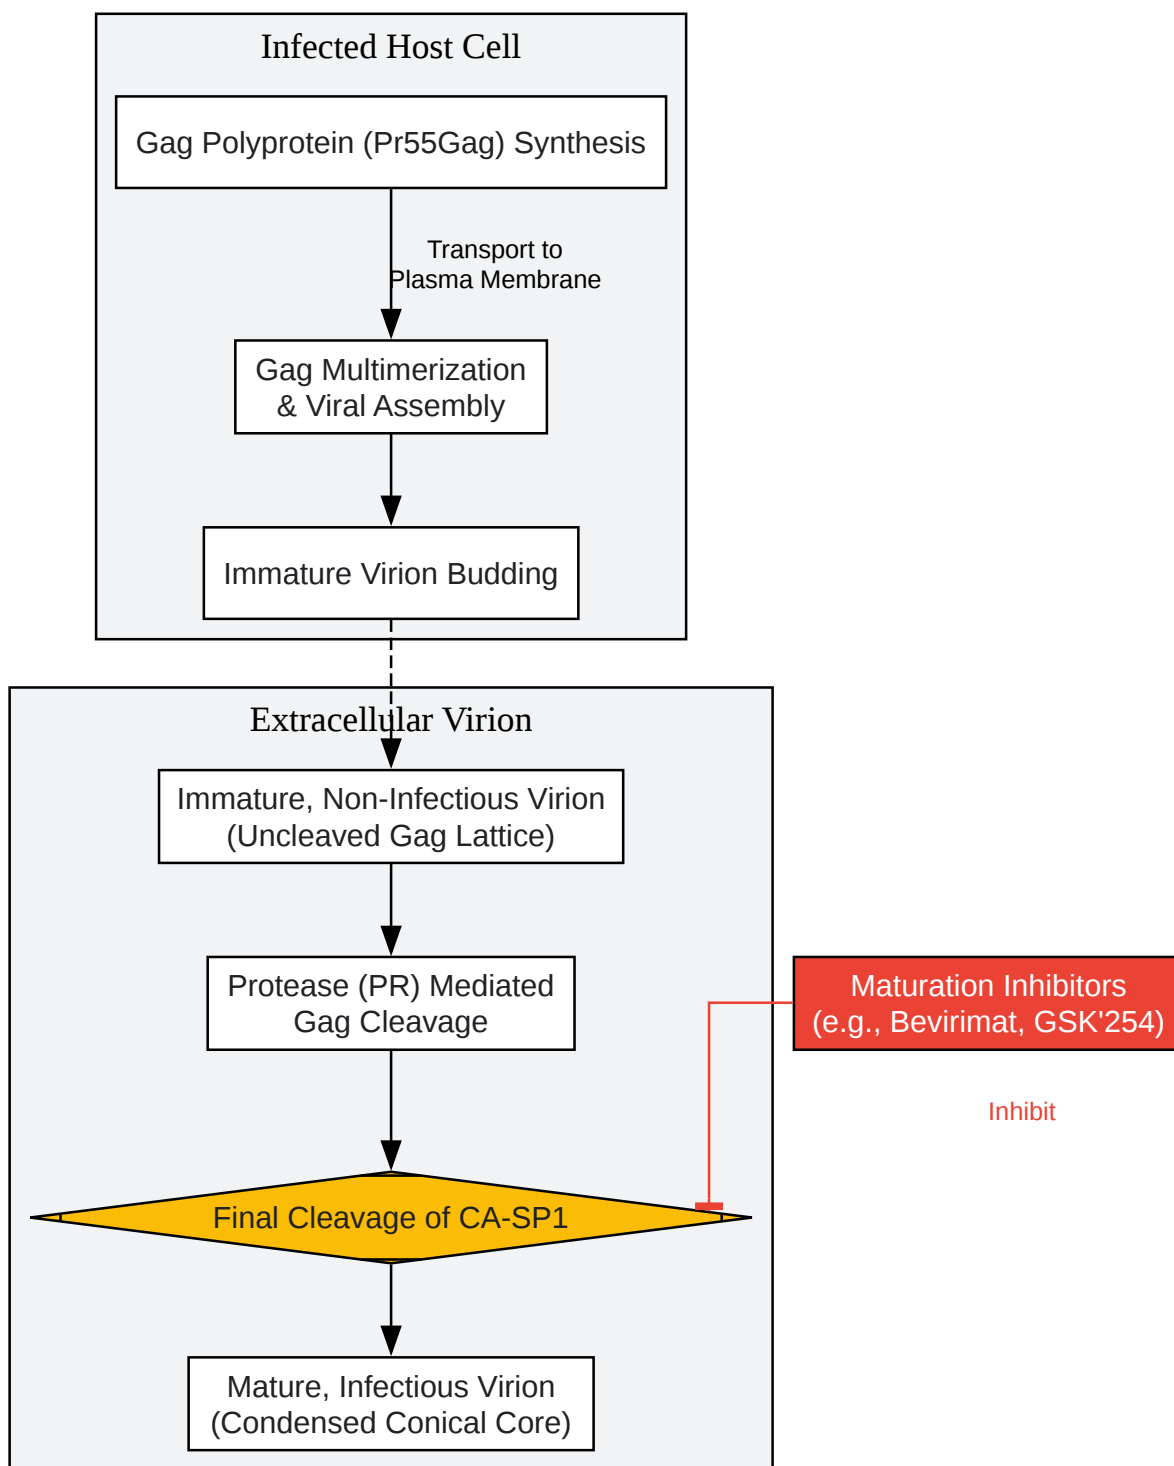 Infected Host Cell
Gag Polyprotein (Pr55Gag) Synthesis
Transport to
Plasma Membrane
Gag Multimerization
& Viral Assembly
Immature Virion Budding
Extracellular Virion
Immature, Non-Infectious Virion
(Uncleaved Gag Lattice)
Protease (PR) Mediated
Gag Cleavage
Maturation Inhibitors
(e.g., Bevirimat, GSK'254)
Inhibit
Final Cleavage of CA-SP1
Mature, Infectious Virion
(Condensed Conical Core)